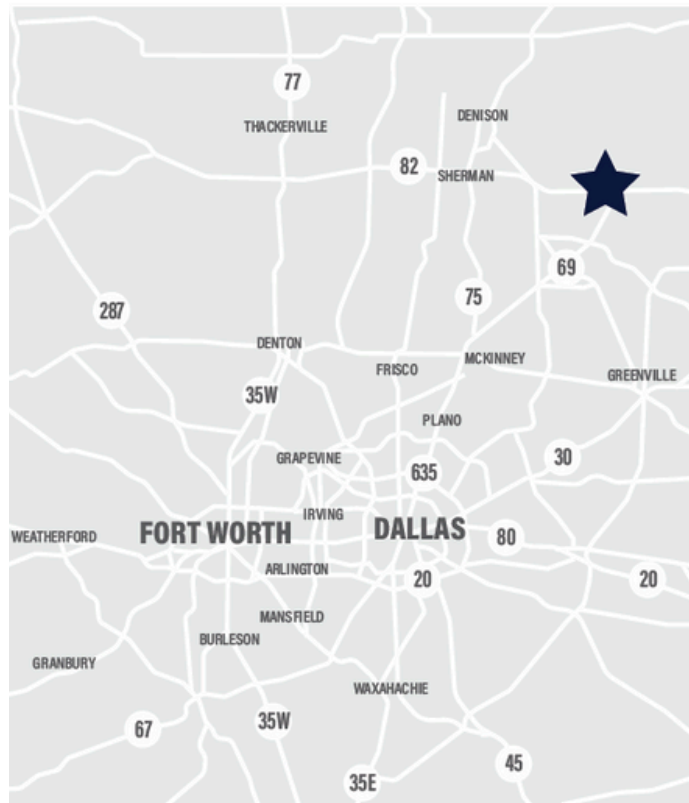 77
THACKERVILLE
DENISON
82
SHERMAN
69
75
287
DENTON
MCKINNEY
FRISCO
GREENVILLE
35W
PLANO
GRAPEVINE
30
635
IRVING
FORT WORTH
DALLAS
WEATHERFORD
80
ARLINGTON
20
20
MANSFIELD
BURLESON
GRANBURY
WAXAHACHIE
67
35W
45
35E